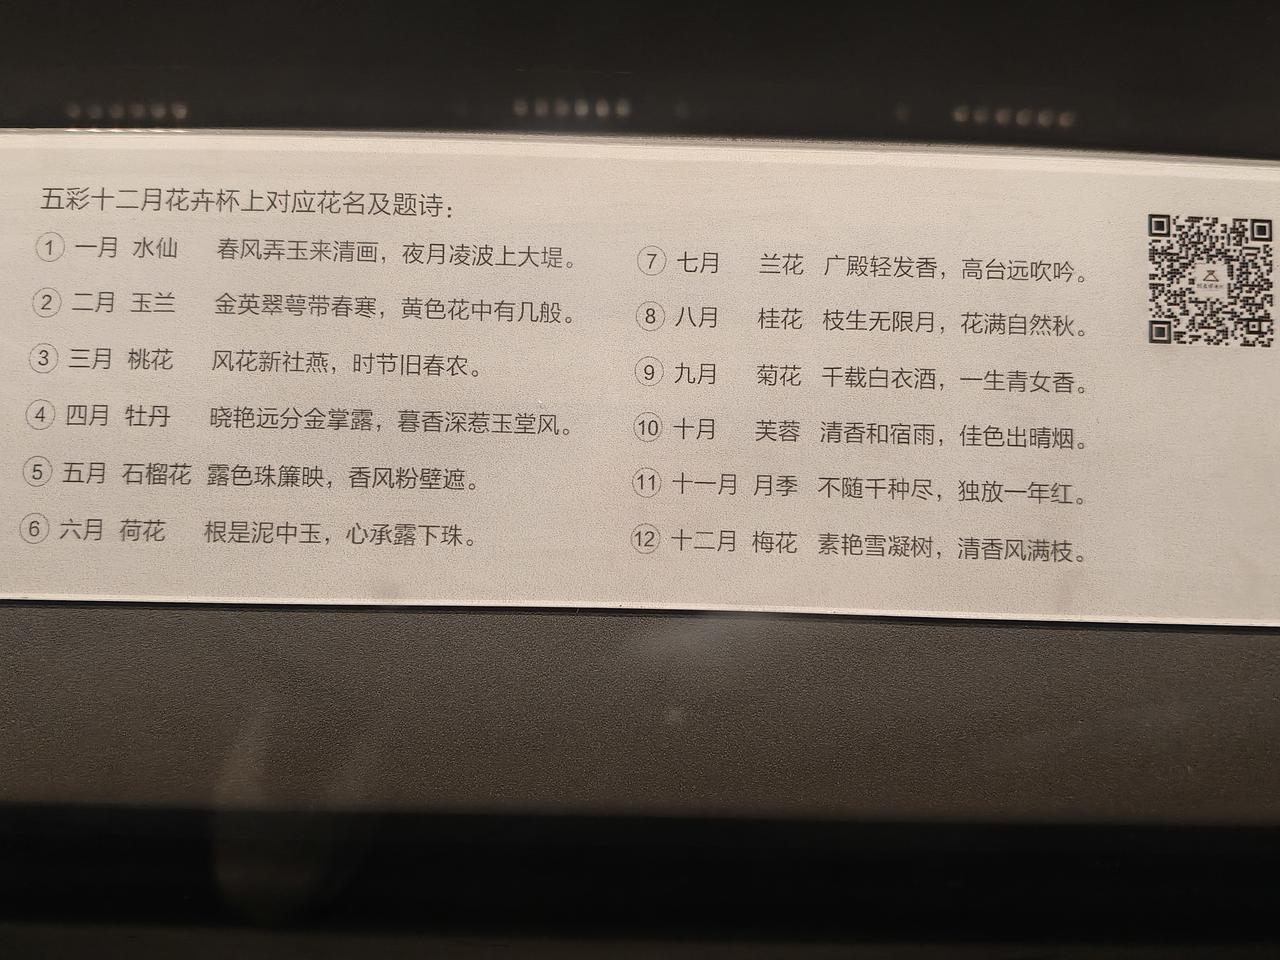 五彩十二月花卉杯上对应花名及题诗：
① 一月 水仙 春风弄玉来清画，夜月凌波上大堤。
② 二月 玉兰 金英翠萼带春寒，黄色花中有几般。
③ 三月 桃花 风花新社燕，时节旧春农。
④ 四月 牡丹 晓艳远分金掌露，暮香深惹玉堂风。
⑤ 五月 石榴花 露色珠簾映，香风粉壁遮。
⑥ 六月 荷花 根是泥中玉，心承露下珠。
⑦ 七月 兰花 广殿轻发香，高台远吹吟。
⑧ 八月 桂花 枝生无限月，花满自然秋。
⑨ 九月 菊花 千载白衣酒，一生青女香。
⑩ 十月 芙蓉 清香和宿雨，佳色出晴烟。
⑪ 十一月 月季 不随千种尽，独放一年红。
⑫ 十二月 梅花 素艳雪凝树，清香风满枝。